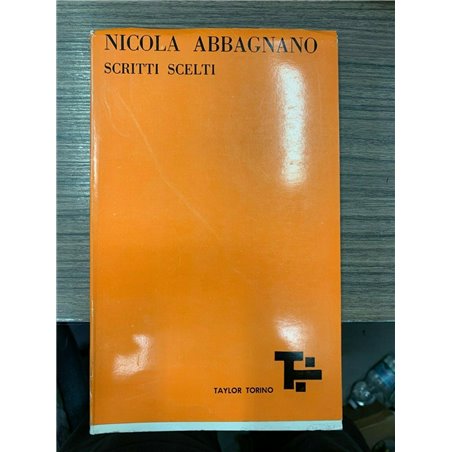 NICOLA ABBAGNANO
SCRITTI SCELTI
TAYLOR TORINO